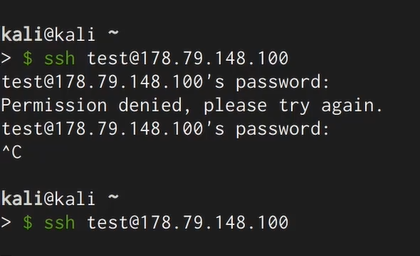 kali@kali ~
> $ ssh test@178.79.148.100
test@178.79.148.100's password:
Permission denied, please try again.
test@178.79.148.100's password:
^C
kali@kali ~
> $ ssh test@178.79.148.100